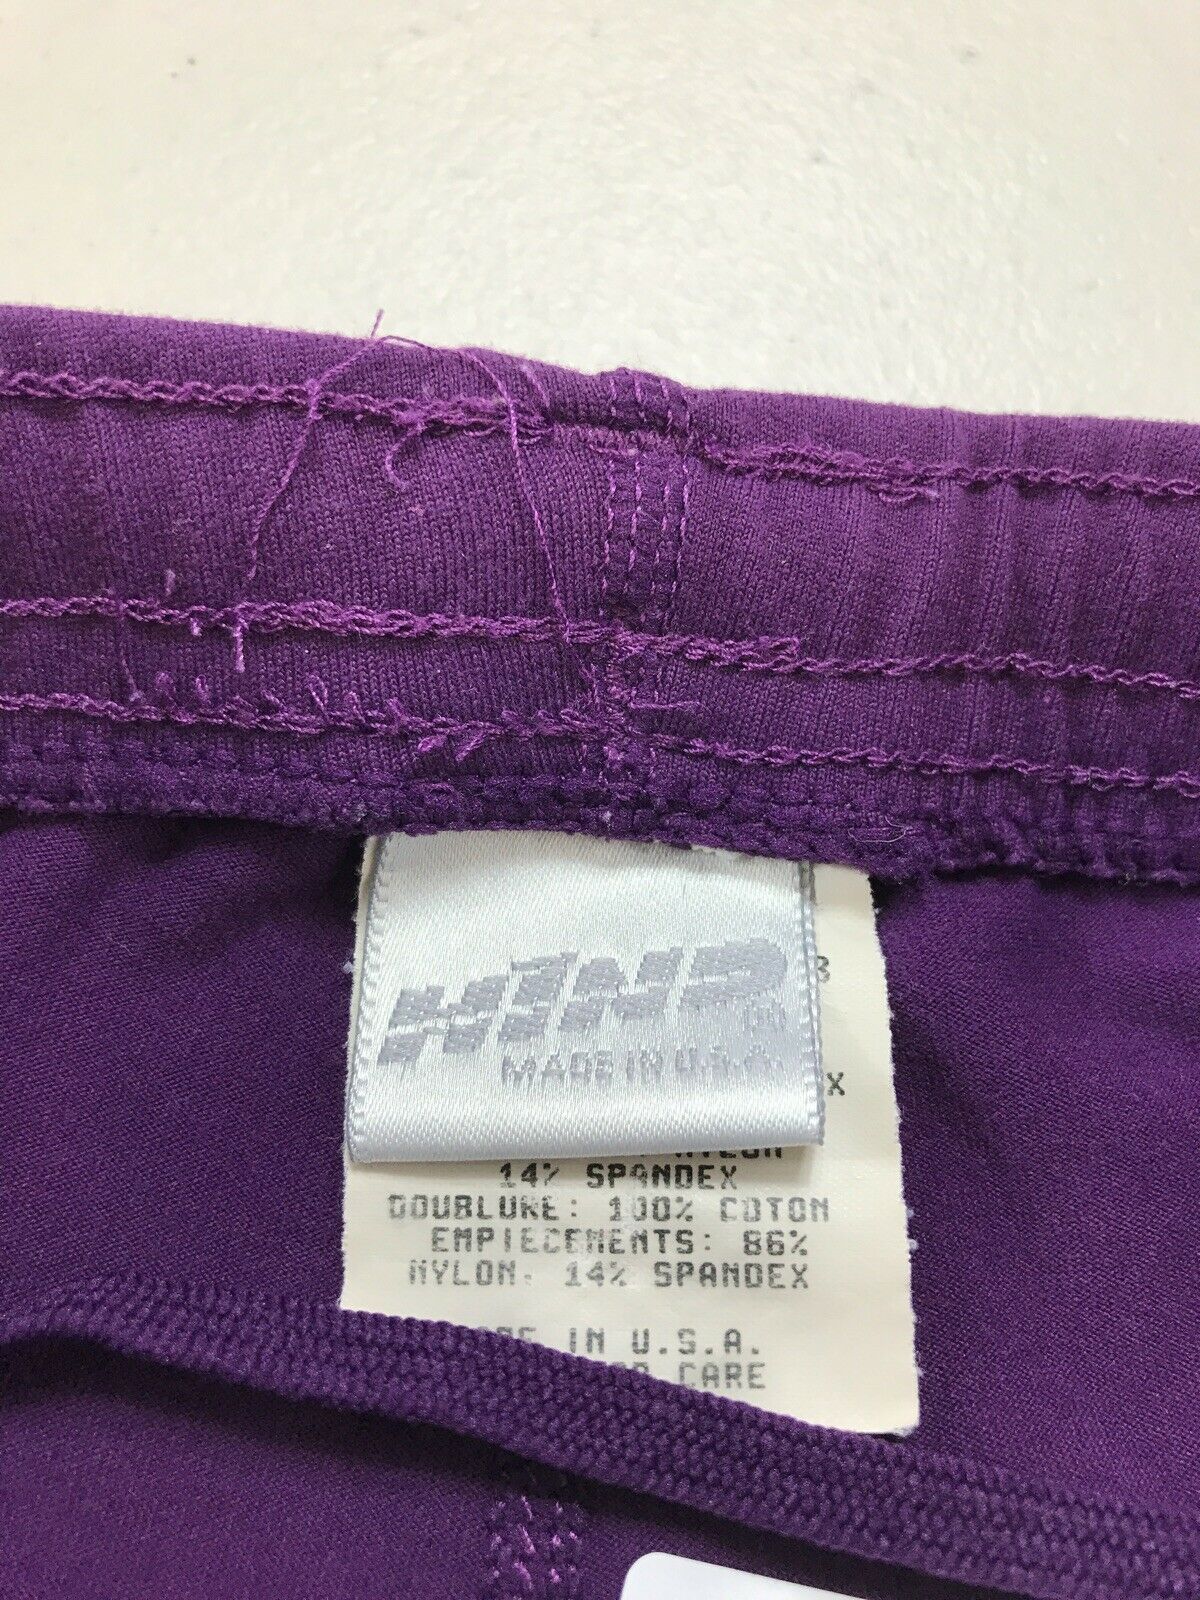 HIND
MADE IN U.S.A.
X
14% SPANDEX
DOUBLURE: 100% COTON
EMPIECEMENTS: 86%
NYLON, 14% SPANDEX
IN U.S.A.
CARE